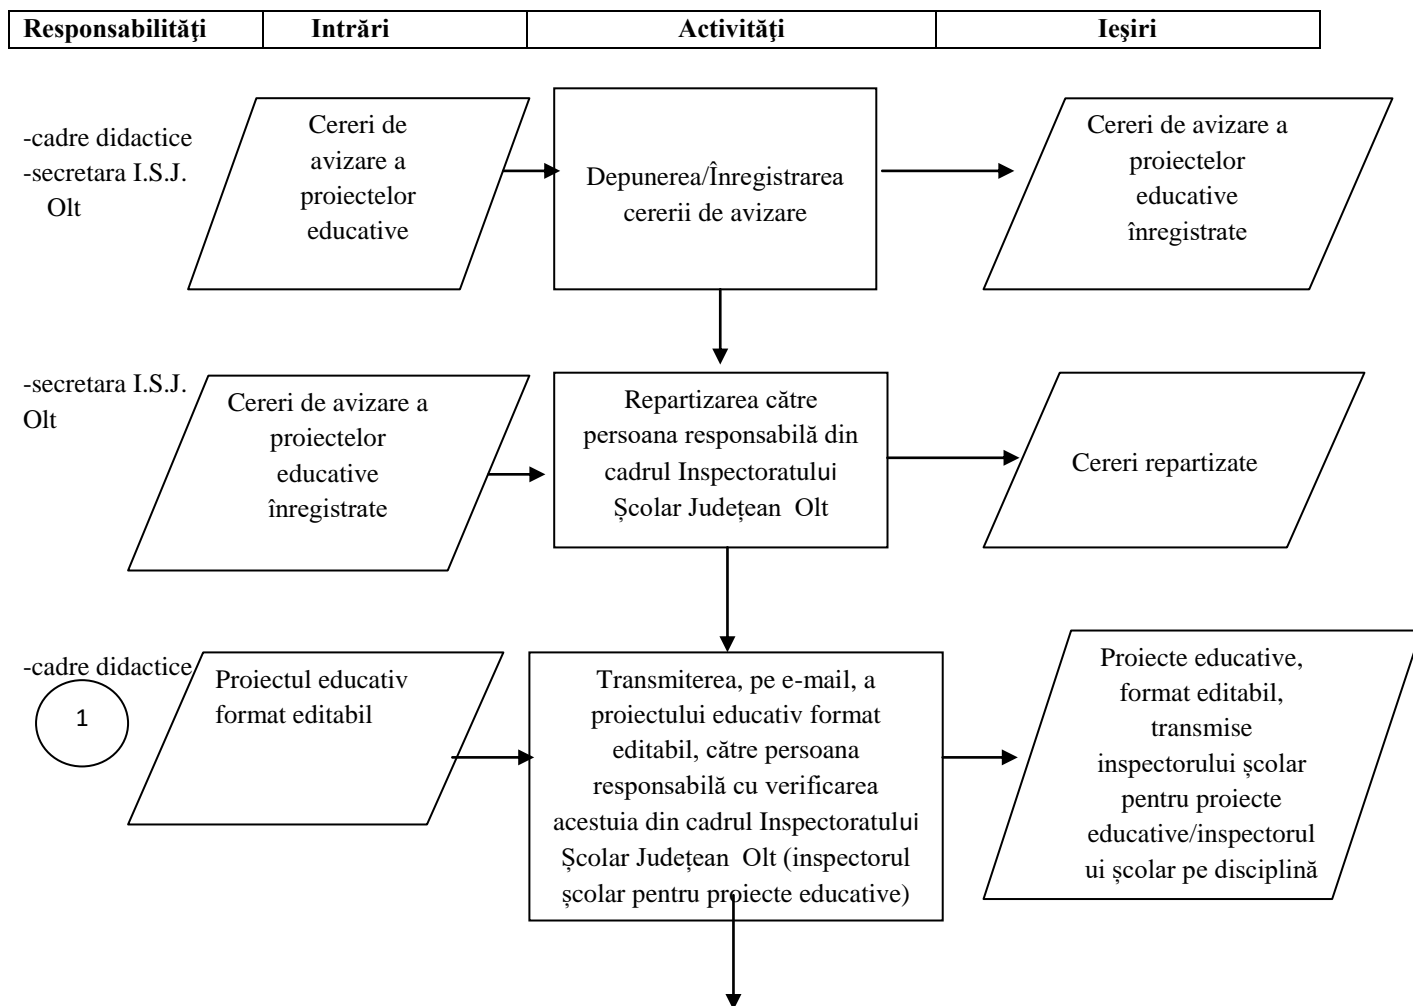 Responsabilităţi Intrări Activităţi Ieşiri
-cadre didactice
-secretara I.S.J.
Olt
Cereri de
avizare a
proiectelor
educative
Depunerea/Înregistrarea
cererii de avizare
Cereri de avizare a
proiectelor
educative
înregistrate
-secretara I.S.J.
Olt
Cereri de avizare a
proiectelor
educative
înregistrate
Repartizarea către
persoana responsabilă din
cadrul Inspectoratului
Școlar Județean Olt
Cereri repartizate
-cadre didactice
1
Proiectul educativ
format editabil
Transmiterea, pe e-mail, a
proiectului educativ format
editabil, către persoana
responsabilă cu verificarea
acestuia din cadrul Inspectoratului
Școlar Județean Olt (inspectorul
școlar pentru proiecte educative)
Proiecte educative,
format editabil,
transmise
inspectorului școlar
pentru proiecte
educative/inspectorul
ui școlar pe disciplină